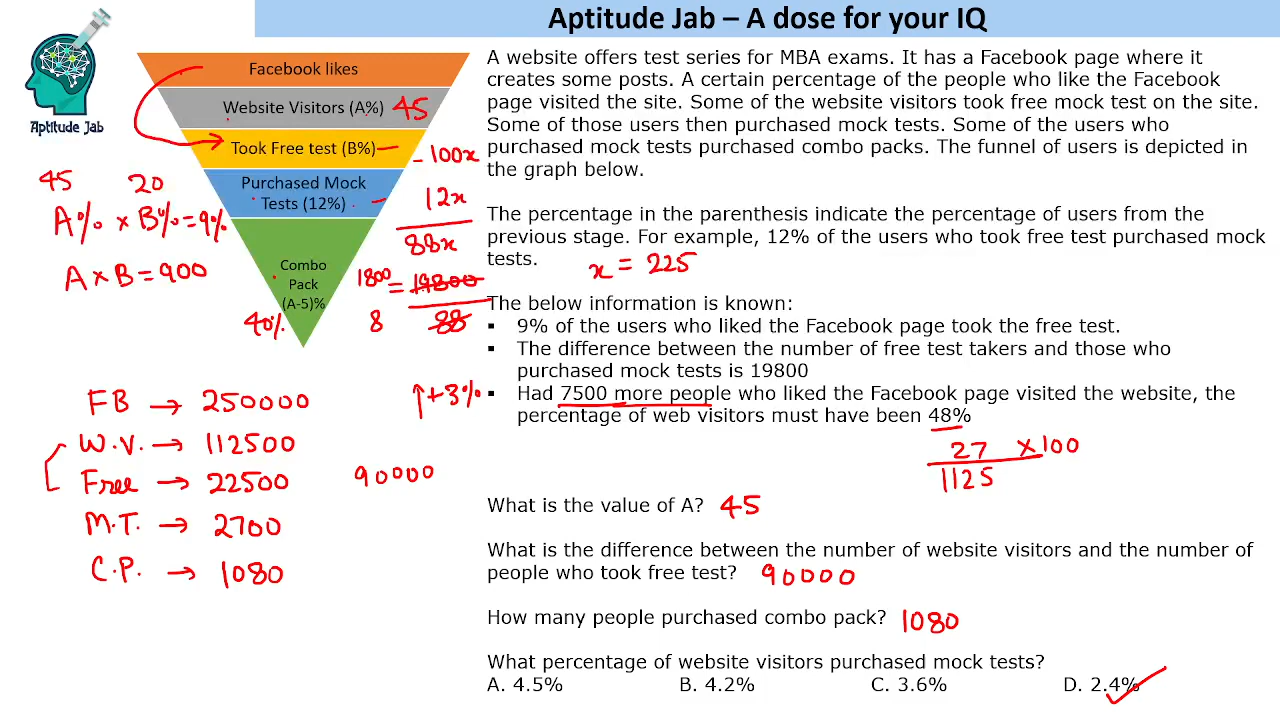 Aptitude Jab – A dose for your IQ
Aptitude Jab
Facebook likes
Website Visitors (A%) 45
Took Free test (B%)
Purchased Mock
Tests (12%)
Combo
Pack
(A-5)%
40%
- 100x
12x
88x
1800 = 19800
8 88
45 20
A% × B% = 9%
A × B = 900
FB → 250000
W.V. → 112500
Free → 22500
M.T. → 2700
C.P. → 1080
↑ +3%
90000
A website offers test series for MBA exams. It has a Facebook page where it
creates some posts. A certain percentage of the people who like the Facebook
page visited the site. Some of the website visitors took free mock test on the site.
Some of those users then purchased mock tests. Some of the users who
purchased mock tests purchased combo packs. The funnel of users is depicted in
the graph below.
The percentage in the parenthesis indicate the percentage of users from the
previous stage. For example, 12% of the users who took free test purchased mock
tests.
x = 225
The below information is known:
▪ 9% of the users who liked the Facebook page took the free test.
▪ The difference between the number of free test takers and those who
purchased mock tests is 19800
▪ Had 7500 more people who liked the Facebook page visited the website, the
percentage of web visitors must have been 48%
27 × 100
1125
What is the value of A? 45
What is the difference between the number of website visitors and the number of
people who took free test? 90000
How many people purchased combo pack? 1080
What percentage of website visitors purchased mock tests?
A. 4.5% B. 4.2% C. 3.6% D. 2.4%